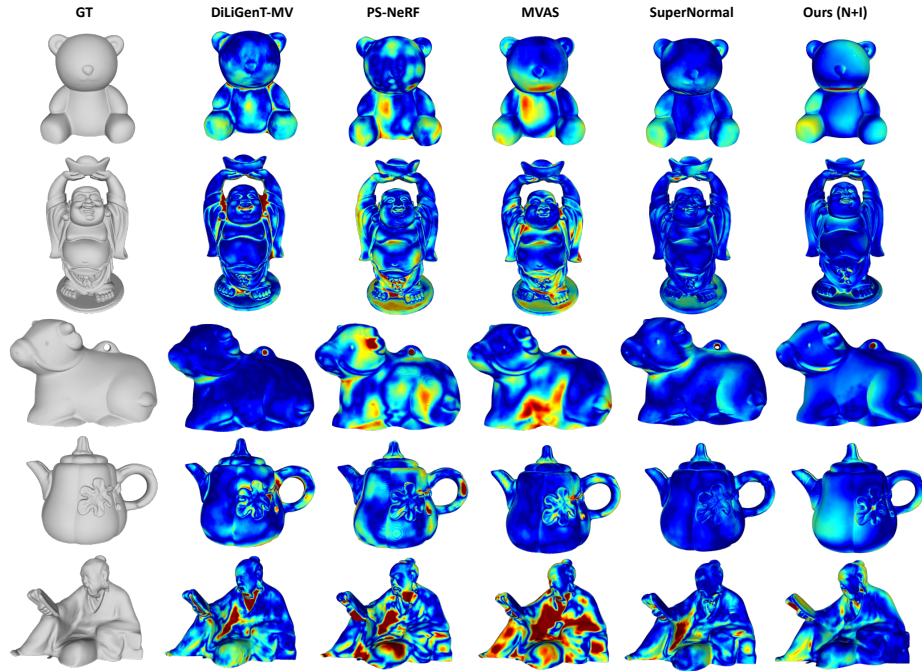 GT DiLiGenT-MV PS-NeRF MVAS SuperNormal Ours (N+I)